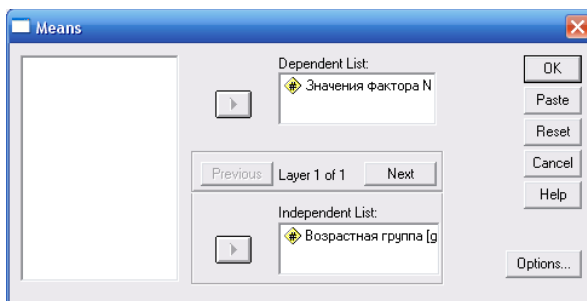 Means
Dependent List:
Значения фактора N
OK
Paste
Reset
Previous
Layer 1 of 1
Next
Cancel
Help
Independent List:
Возрастная группа [g
Options...